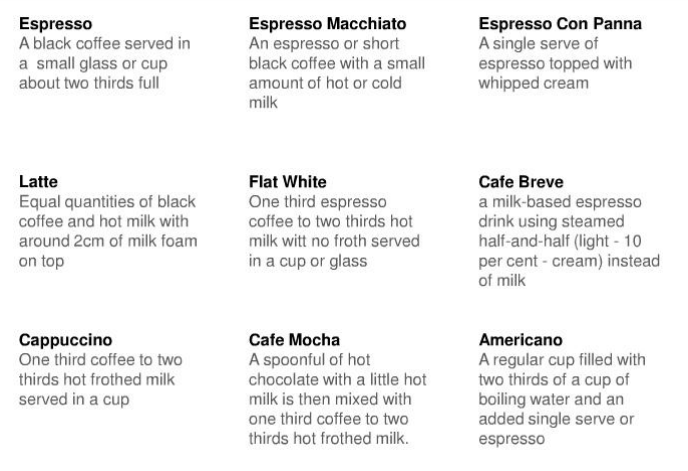 Espresso
A black coffee served in
a small glass or cup
about two thirds full
Espresso Macchiato
An espresso or short
black coffee with a small
amount of hot or cold
milk
Espresso Con Panna
A single serve of
espresso topped with
whipped cream
Latte
Equal quantities of black
coffee and hot milk with
around 2cm of milk foam
on top
Flat White
One third espresso
coffee to two thirds hot
milk witt no froth served
in a cup or glass
Cafe Breve
a milk-based espresso
drink using steamed
half-and-half (light - 10
per cent - cream) instead
of milk
Cappuccino
One third coffee to two
thirds hot frothed milk
served in a cup
Cafe Mocha
A spoonful of hot
chocolate with a little hot
milk is then mixed with
one third coffee to two
thirds hot frothed milk.
Americano
A regular cup filled with
two thirds of a cup of
boiling water and an
added single serve or
espresso